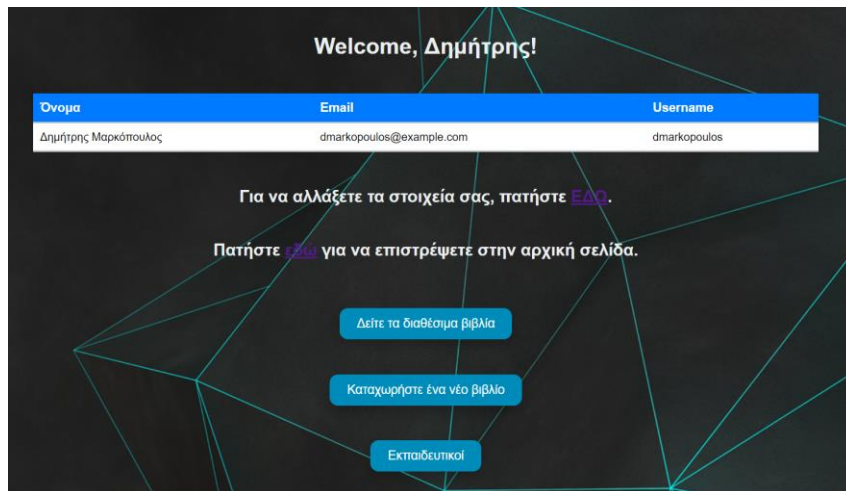 Welcome, Δημήτρης!
Όνομα Email Username
Δημήτρης Μαρκόπουλος dmarkopoulos@example.com dmarkopoulos
Για να αλλάξετε τα στοιχεία σας, πατήστε ΕΔΩ.
Πατήστε εδώ για να επιστρέψετε στην αρχική σελίδα.
Δείτε τα διαθέσιμα βιβλία
Καταχωρήστε ένα νέο βιβλίο
Εκπαιδευτικοί